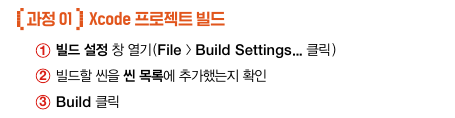 [과정 01] Xcode 프로젝트 빌드
① 빌드 설정 창 열기(File > Build Settings... 클릭)
② 빌드할 씬을 씬 목록에 추가했는지 확인
③ Build 클릭